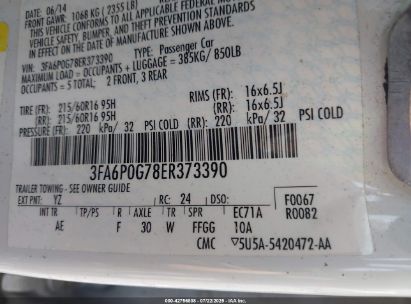 DATE: 06/14
FRONT GAWR: 1068 KG ( 2355 LB)
THIS VEHICLE CONFORMS TO ALL APPLICABLE FEDERAL MOTOR
VEHICLE SAFETY, BUMPER, AND THEFT PREVENTION
IN EFFECT ON THE DATE OF MANUFACTURE SHOWN ABOVE.
VIN: 3FA6P0G78ER373390 TYPE: Passenger Car
MAXIMUM LOAD = OCCUPANTS + LUGGAGE = 385KG/ 850LB
OCCUPANTS = 5 TOTAL; 2 FRONT, 3 REAR
TIRE (FR): 215/60R16 95H RIMS (FR): 16x6.5J
(RR): 215/60R16 95H (RR): 16x6.5J
PRESSURE (FR): 220 kPa/ 32 PSI COLD (RR): 220 kPa/ 32 PSI COLD
3FA6P0G78ER373390
TRAILER TOWING - SEE OWNER GUIDE
EXT PNT: YZ RC: 24 DSO: F0067
INT TR TP/PS R AXLE TR SPR EC71A R0082
AE F 30 W FFGG 10A
CMC ▽5U5A-5420472-AA